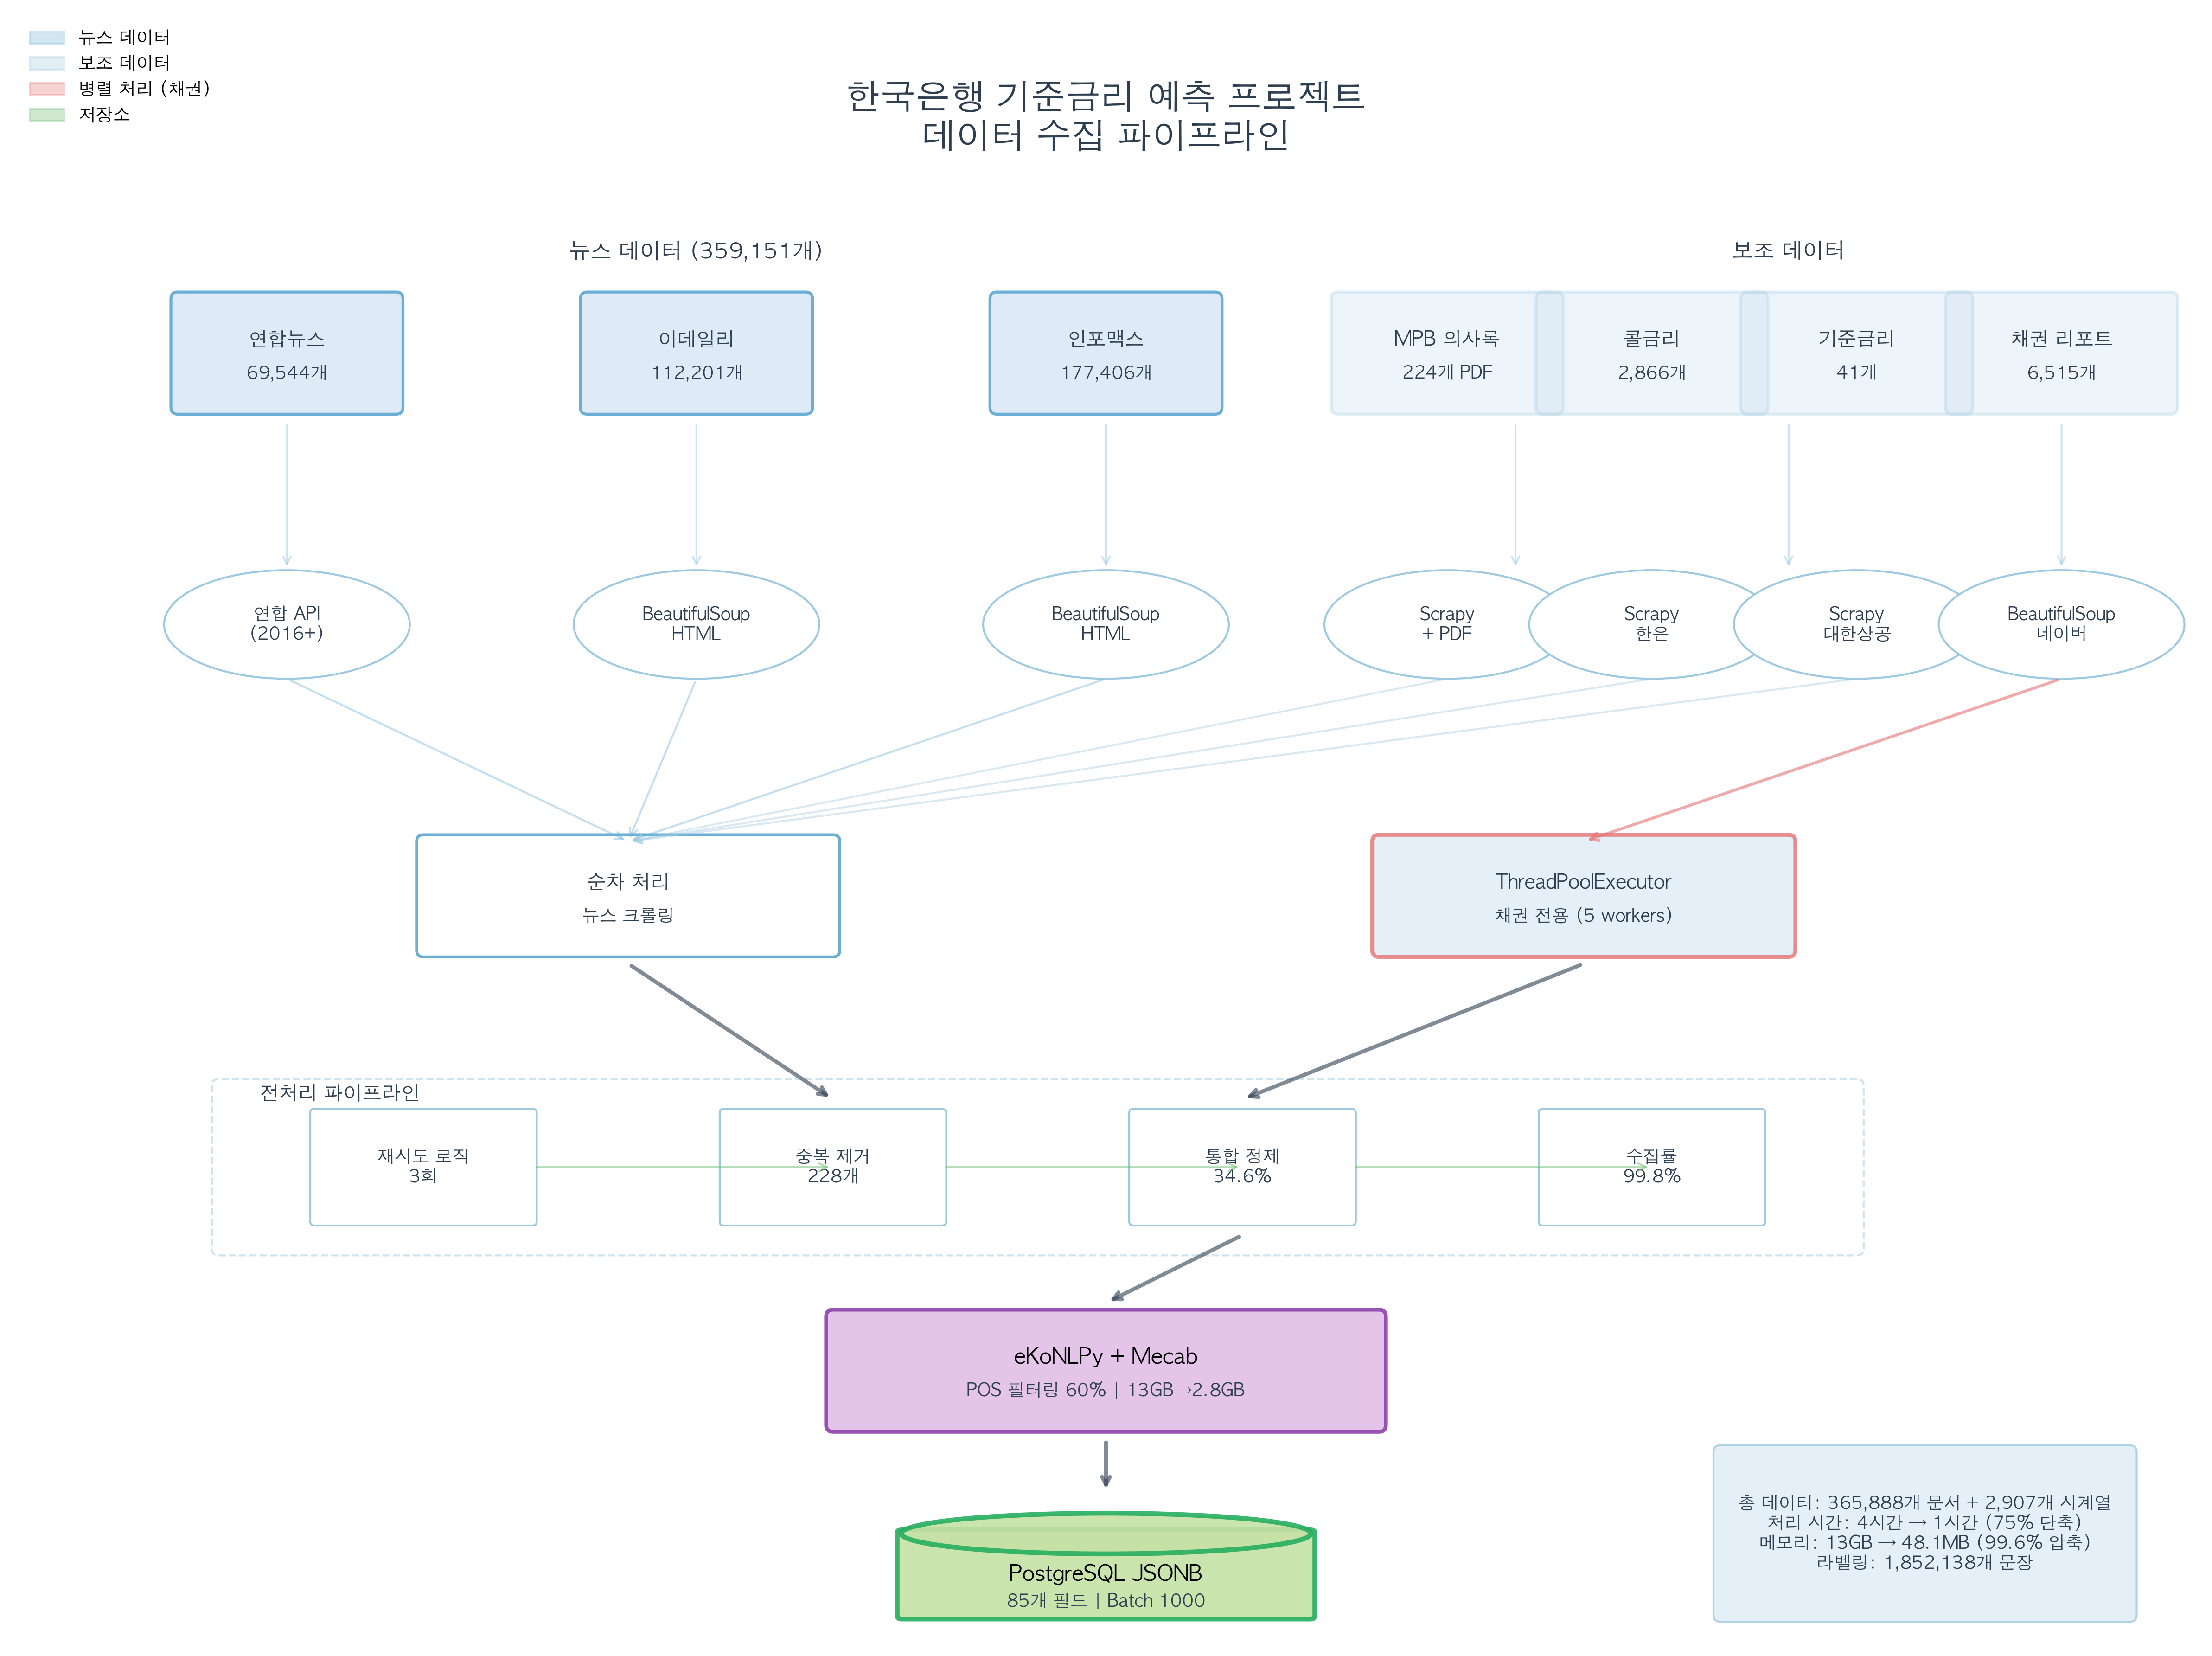 뉴스 데이터
보조 데이터
병렬 처리 (채권)
저장소
한국은행 기준금리 예측 프로젝트
데이터 수집 파이프라인
뉴스 데이터 (359,151개)
보조 데이터
연합뉴스
69,544개
이데일리
112,201개
인포맥스
177,406개
MPB 의사록
224개 PDF
콜금리
2,866개
기준금리
41개
채권 리포트
6,515개
연합 API
(2016+)
BeautifulSoup
HTML
BeautifulSoup
HTML
Scrapy
+ PDF
Scrapy
한은
Scrapy
대한상공
BeautifulSoup
네이버
순차 처리
뉴스 크롤링
ThreadPoolExecutor
채권 전용 (5 workers)
전처리 파이프라인
재시도 로직
3회
중복 제거
228개
통합 정제
34.6%
수집률
99.8%
eKoNLPy + Mecab
POS 필터링 60% | 13GB→2.8GB
PostgreSQL JSONB
85개 필드 | Batch 1000
총 데이터: 365,888개 문서 + 2,907개 시계열
처리 시간: 4시간 → 1시간 (75% 단축)
메모리: 13GB → 48.1MB (99.6% 압축)
라벨링: 1,852,138개 문장